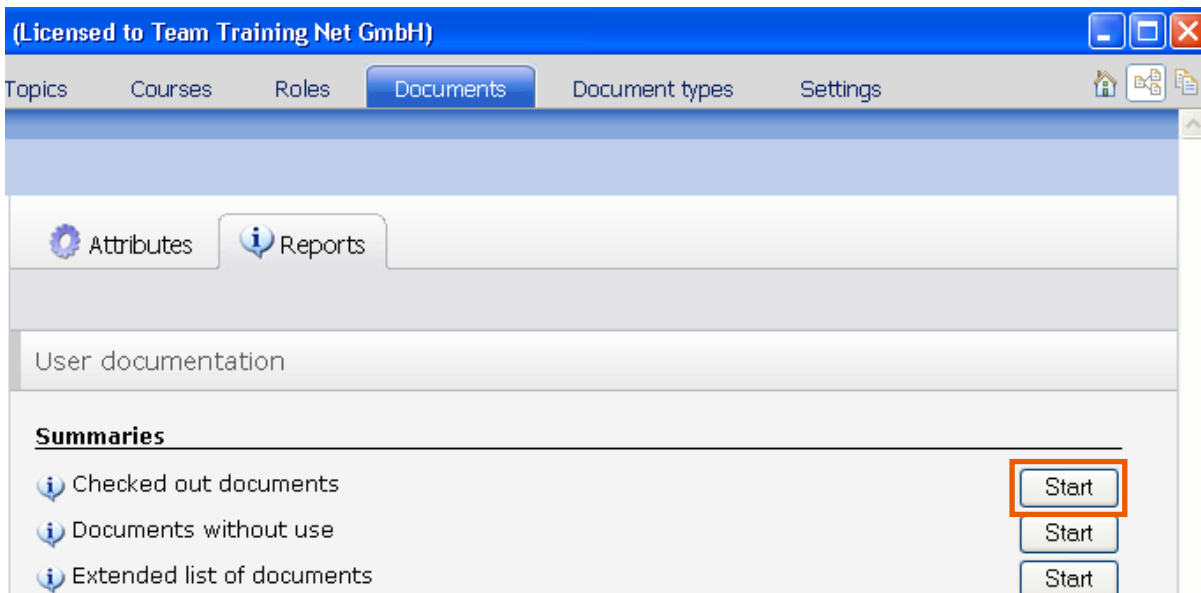 (Licensed to Team Training Net GmbH)
Topics Courses Roles Documents Document types Settings
Attributes Reports
User documentation
Summaries
Checked out documents Start
Documents without use Start
Extended list of documents Start